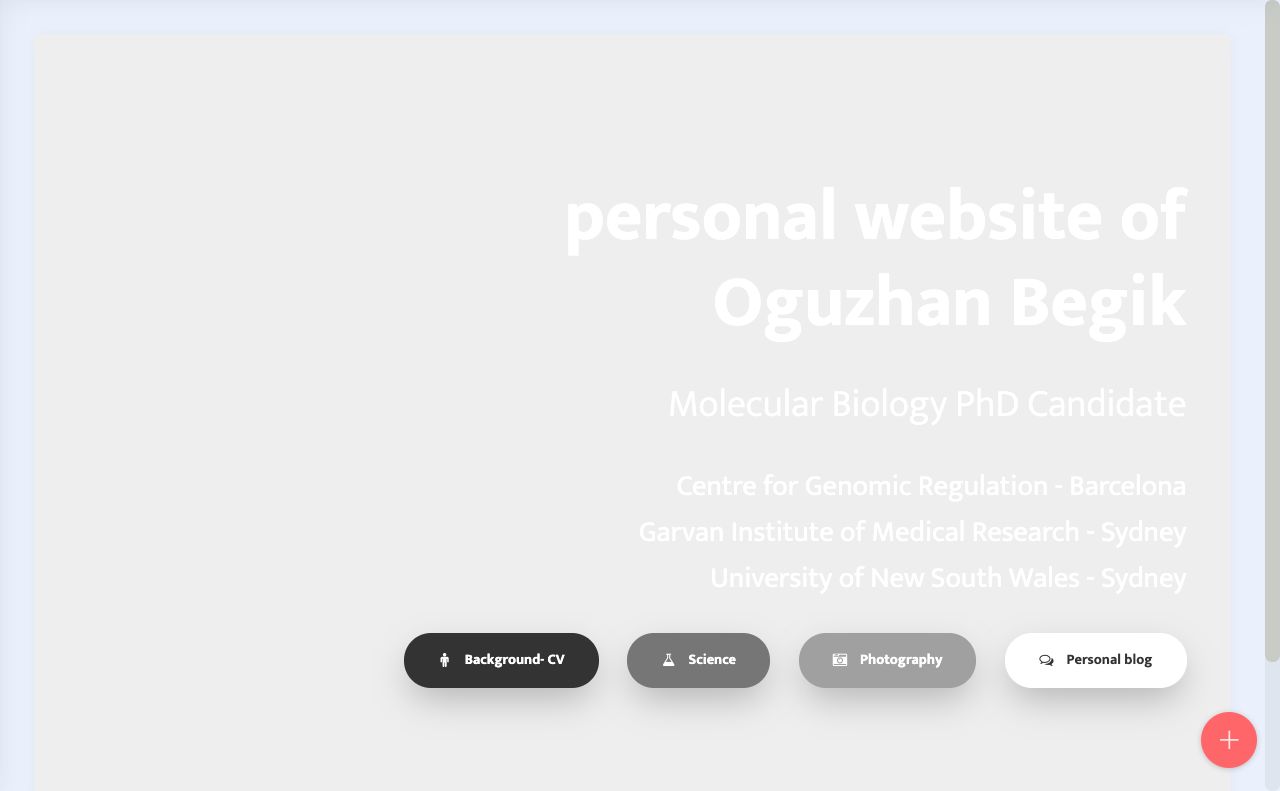 personal website of
Oguzhan Begik
Molecular Biology PhD Candidate
Centre for Genomic Regulation - Barcelona
Garvan Institute of Medical Research - Sydney
University of New South Wales - Sydney
Background- CV
Science
Photography
Personal blog